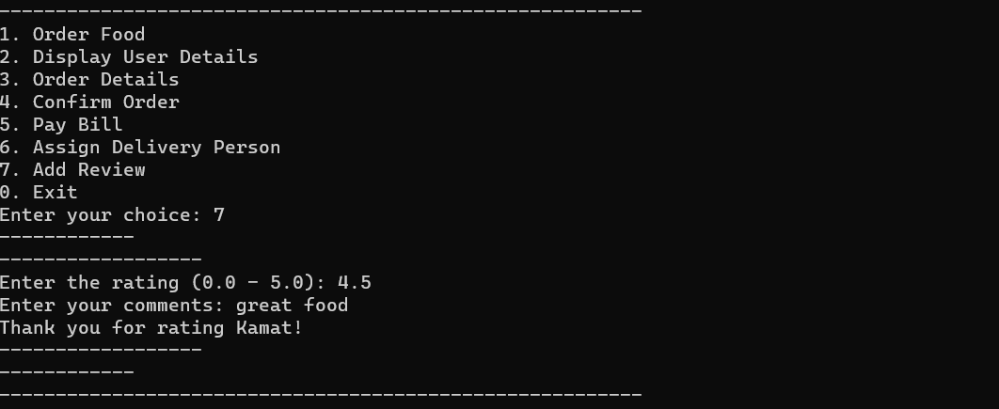 ---------------------------------------------------------
1. Order Food
2. Display User Details
3. Order Details
4. Confirm Order
5. Pay Bill
6. Assign Delivery Person
7. Add Review
0. Exit
Enter your choice: 7
------------
------------------
Enter the rating (0.0 - 5.0): 4.5
Enter your comments: great food
Thank you for rating Kamat!
------------------
------------
---------------------------------------------------------